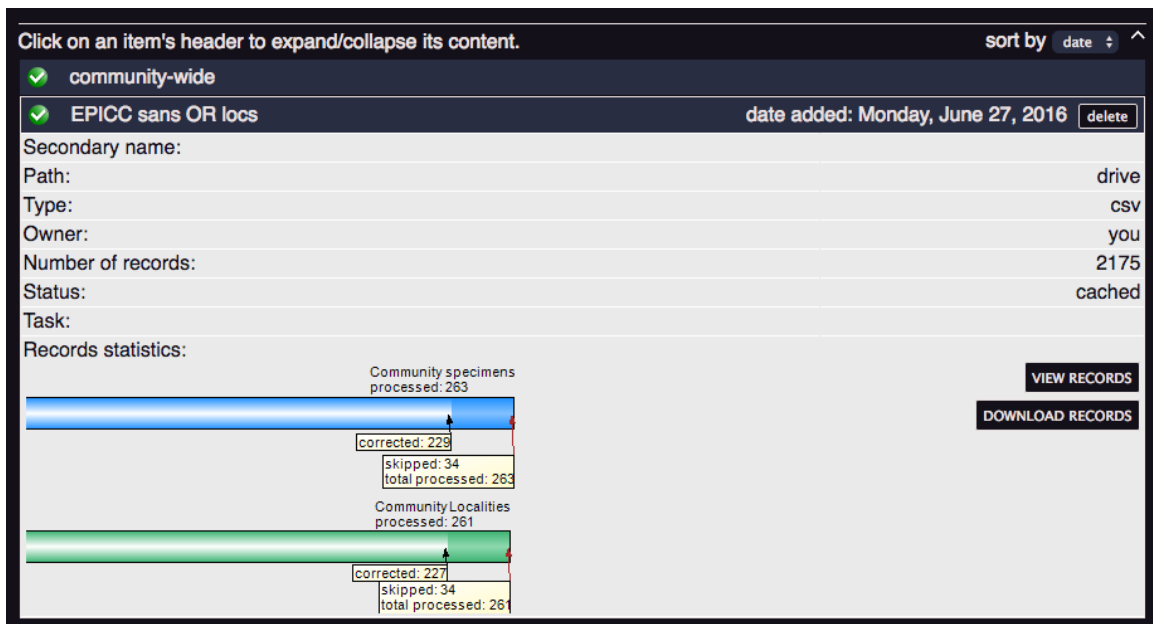 Click on an item's header to expand/collapse its content. sort by date
community-wide
EPICC sans OR locs date added: Monday, June 27, 2016 delete
Secondary name:
Path: drive
Type: csv
Owner: you
Number of records: 2175
Status: cached
Task:
Records statistics:
Community specimens
processed: 263
corrected: 229
skipped: 34
total processed: 263
Community Localities
processed: 261
corrected: 227
skipped: 34
total processed: 261
VIEW RECORDS
DOWNLOAD RECORDS